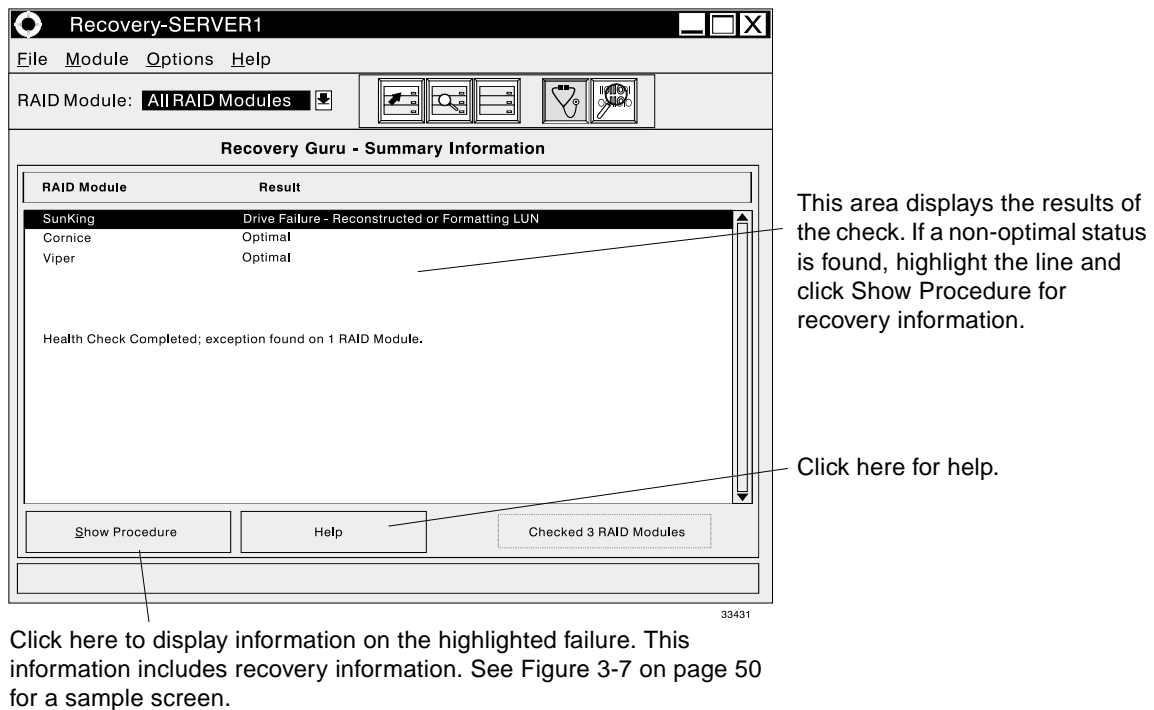 Recovery-SERVER1
File Module Options Help
RAID Module: All RAID Modules
Recovery Guru - Summary Information
RAID Module Result
SunKing Drive Failure - Reconstructed or Formatting LUN
Cornice Optimal
Viper Optimal
Health Check Completed; exception found on 1 RAID Module.
Show Procedure Help Checked 3 RAID Modules
This area displays the results of
the check. If a non-optimal status
is found, highlight the line and
click Show Procedure for
recovery information.
Click here for help.
33431
Click here to display information on the highlighted failure. This
information includes recovery information. See Figure 3-7 on page 50
for a sample screen.